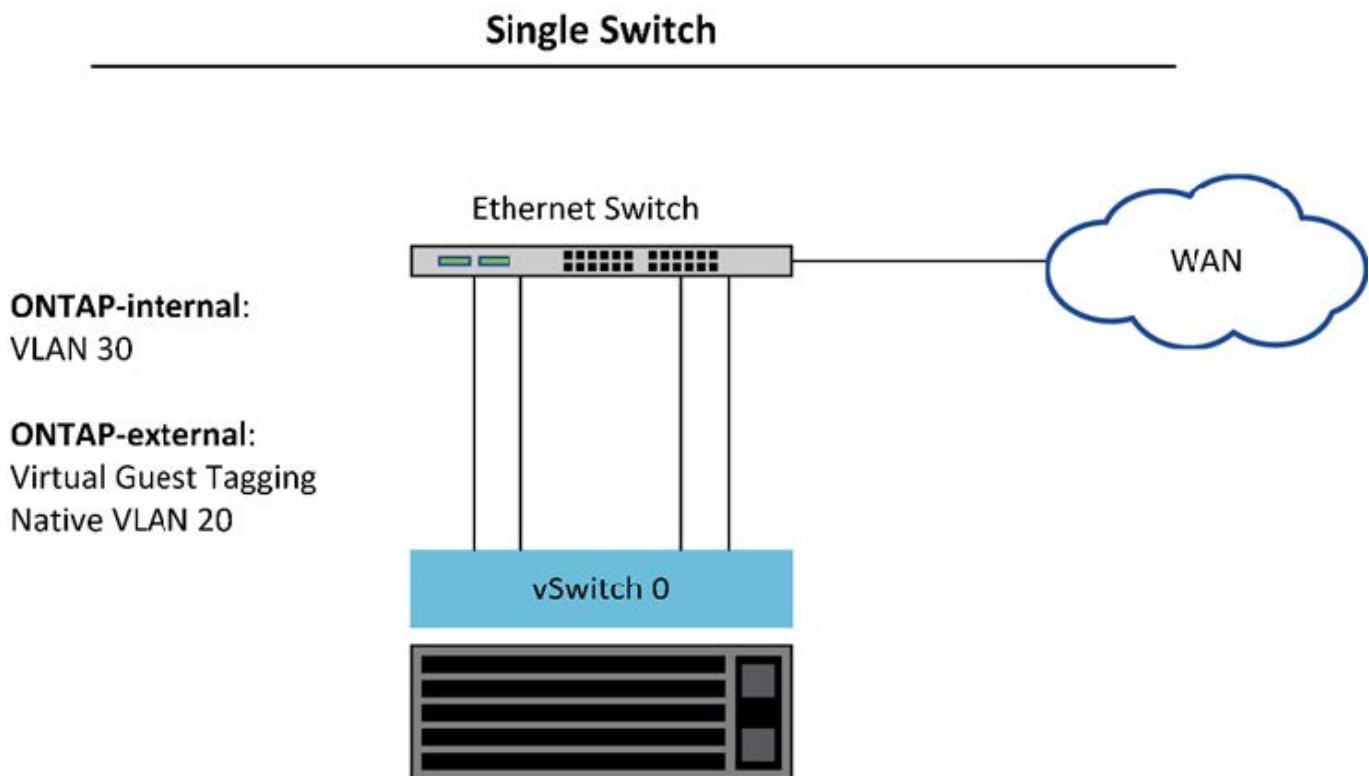 Single Switch
Ethernet Switch
WAN
ONTAP-internal:
VLAN 30
ONTAP-external:
Virtual Guest Tagging
Native VLAN 20
vSwitch 0